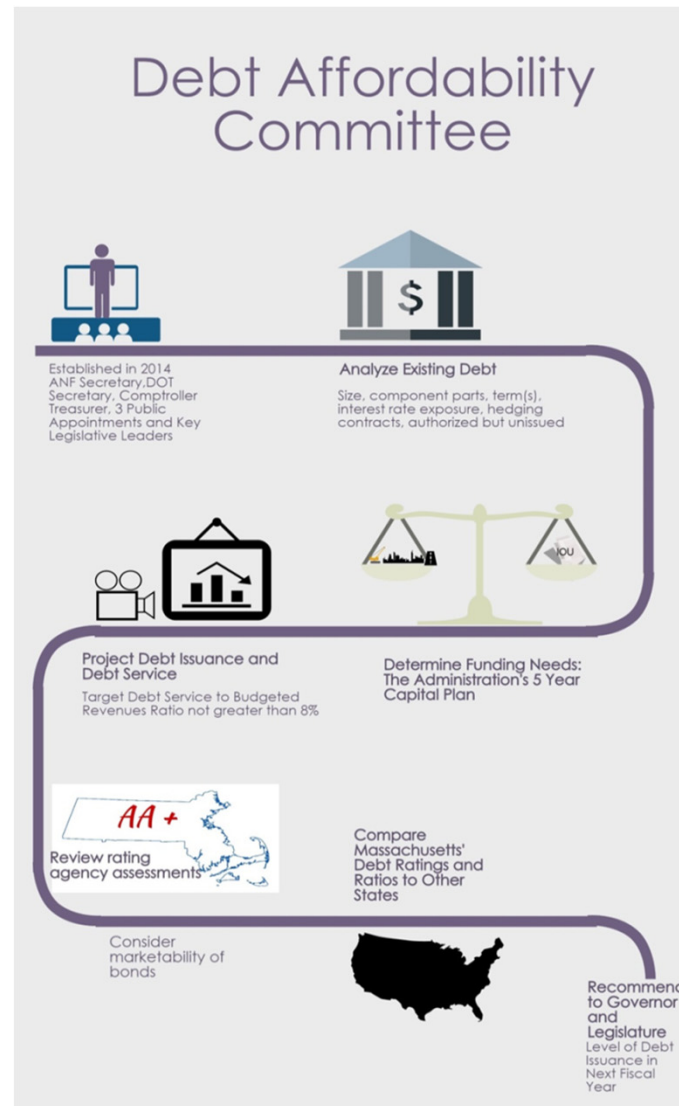 Debt Affordability
Committee
$
Established in 2014
ANF Secretary,DOT
Secretary, Comptroller
Treasurer, 3 Public
Appointments and Key
Legislative Leaders
Analyze Existing Debt
Size, component parts, term(s),
interest rate exposure, hedging
contracts, authorized but unissued
IOU
Determine Funding Needs:
The Administration's 5 Year
Capital Plan
Project Debt Issuance and
Debt Service
Target Debt Service to Budgeted
Revenues Ratio not greater than 8%
AA +
Review rating
agency assessments
Consider
marketability of
bonds
Compare
Massachusetts'
Debt Ratings and
Ratios to Other
States
Recommend
to Governor
and
Legislature
Level of Debt
Issuance in
Next Fiscal
Year